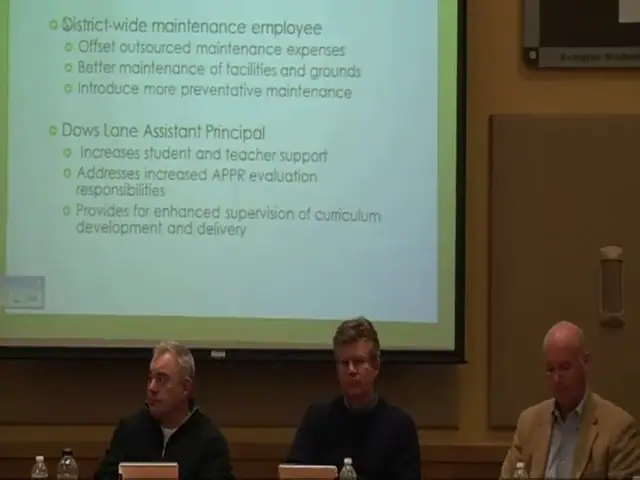 District-wide maintenance employee
Offset outsourced maintenance expenses
Better maintenance of facilities and grounds
Introduce more preventative maintenance
Dows Lane Assistant Principal
Increases student and teacher support
Addresses increased APPR evaluation
responsibilities
Provides for enhanced supervision of curriculum
development and delivery